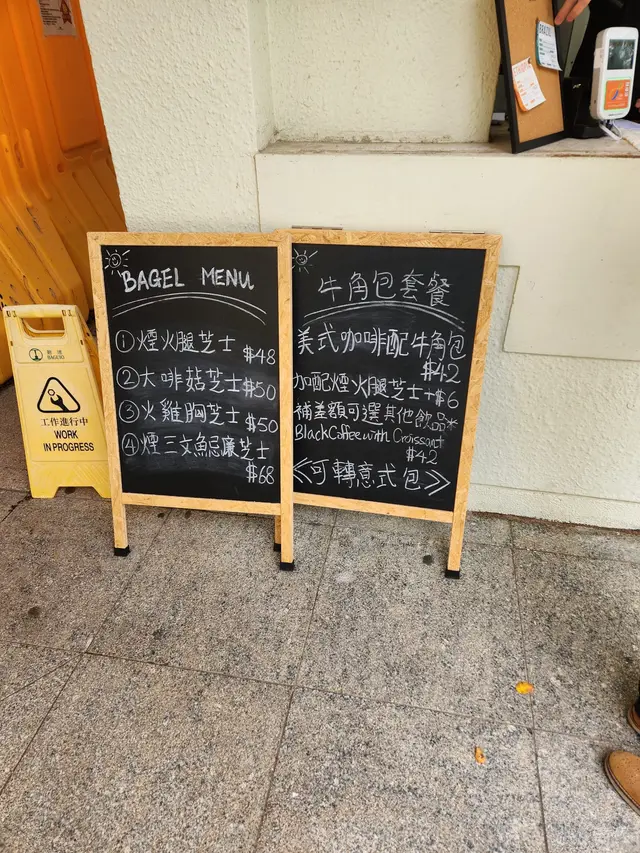 BAGEL MENU
①煙火腿芝士 $48
②大啡菇芝士 $50
③火雞胸芝士 $50
④煙三文魚忌廉芝士
$68
牛角包套餐
美式咖啡配牛角包
$42
加配煙火腿芝士+$6
補差額可選其他飲品*
Black Coffee with Croissant
$42
<<可轉意式包>>
工作進行中
WORK
IN PROGRESS